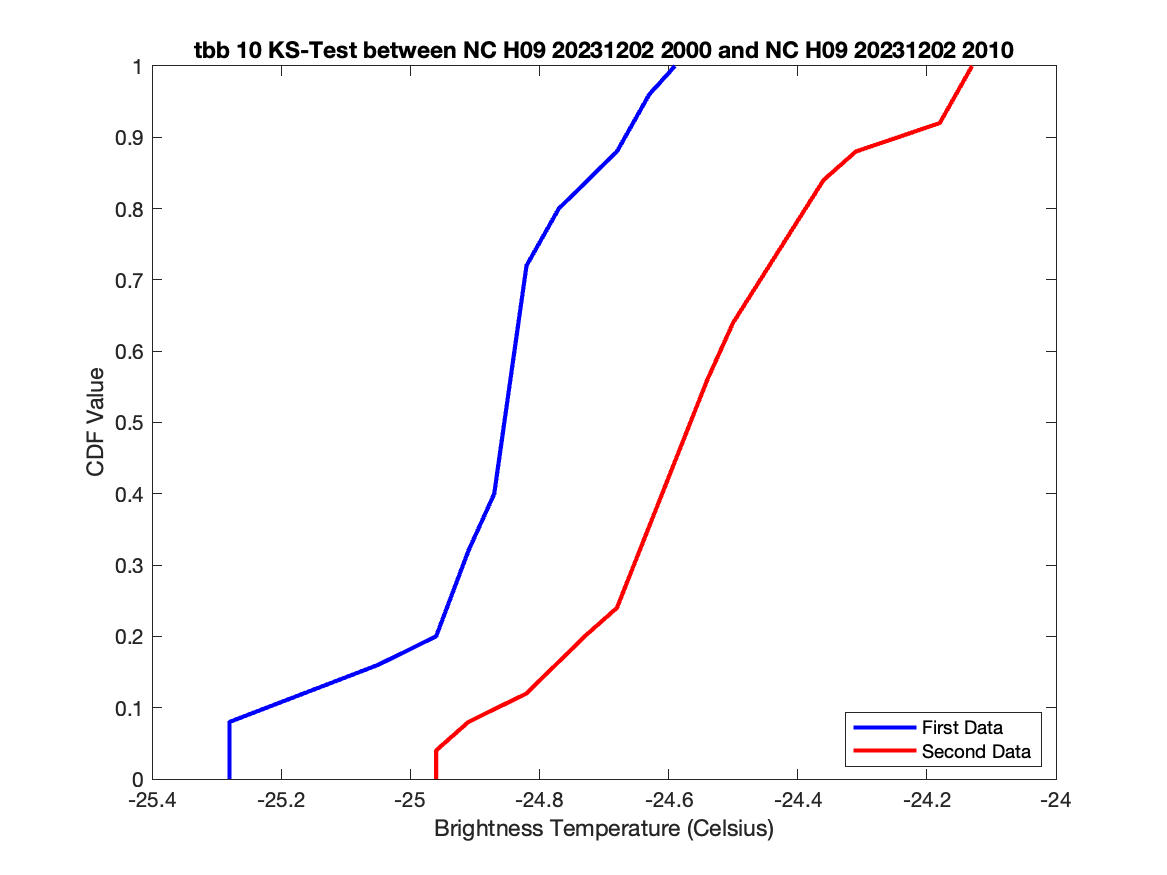 tbb 10 KS-Test between NC H09 20231202 2000 and NC H09 20231202 2010
1
0.9
0.8
0.7
0.6
0.5
0.4
0.3
0.2
0.1
0
CDF Value
First Data
Second Data
-25.4 -25.2 -25 -24.8 -24.6 -24.4 -24.2 -24
Brightness Temperature (Celsius)